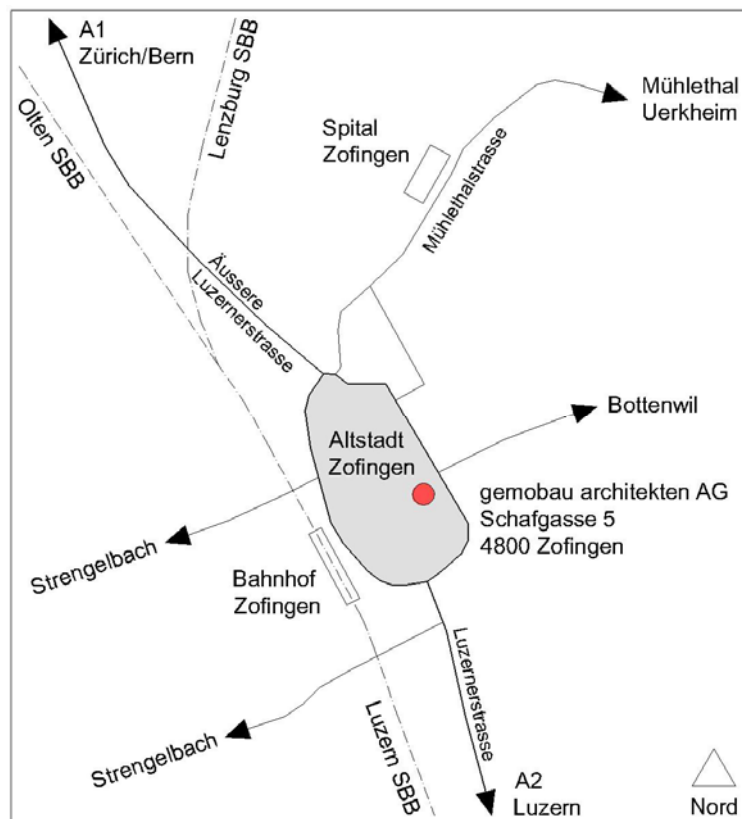 A1
Zürich/Bern
Lenzburg SBB
Olten SBB
Mühlethal
Uerkheim
Spital
Zofingen
Mühlethalstrasse
Äussere
Luzernerstrasse
Bottenwil
Altstadt
Zofingen
gemobau architekten AG
Schafgasse 5
4800 Zofingen
Strengelbach
Bahnhof
Zofingen
Luzernerstrasse
Strengelbach
Luzern SBB
A2
Luzern
Nord